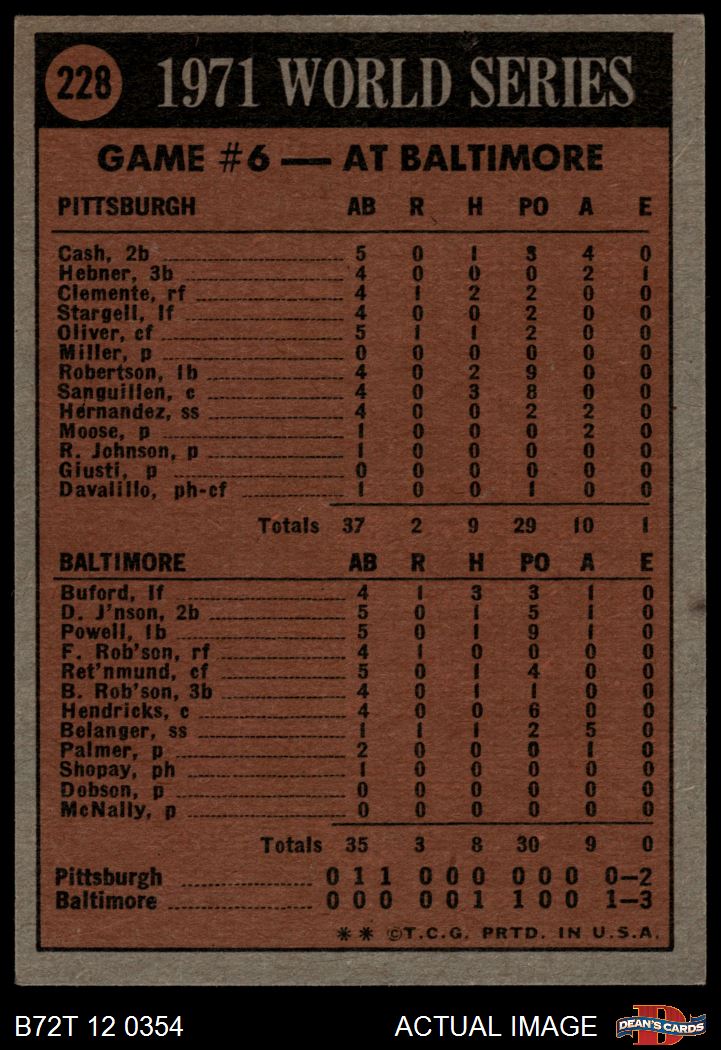 228 1971 WORLD SERIES
GAME #6 — AT BALTIMORE
PITTSBURGH AB R H PO A E
Cash, 2b 5 0 1 3 4 0
Hebner, 3b 4 0 0 0 2 1
Clemente, rf 4 1 2 2 0 0
Stargell, lf 4 0 0 2 0 0
Oliver, cf 5 1 1 2 0 0
Miller, p 0 0 0 0 0 0
Robertson, 1b 4 0 2 9 0 0
Sanguillen, c 4 0 3 8 0 0
Hernandez, ss 4 0 0 2 2 0
Moose, p 1 0 0 0 2 0
R. Johnson, p 1 0 0 0 0 0
Giusti, p 0 0 0 0 0 0
Davalillo, ph-cf 1 0 0 1 0 0
Totals 37 2 9 29 10 1
BALTIMORE AB R H PO A E
Buford, lf 4 1 3 3 1 0
D. J'nson, 2b 5 0 1 5 1 0
Powell, 1b 5 0 1 9 1 0
F. Rob'son, rf 4 1 0 0 0 0
Ret'nmund, cf 5 0 1 4 0 0
B. Rob'son, 3b 4 0 1 1 0 0
Hendricks, c 4 0 0 6 0 0
Belanger, ss 1 1 1 2 5 0
Palmer, p 2 0 0 0 1 0
Shopay, ph 1 0 0 0 0 0
Dobson, p 0 0 0 0 0 0
McNally, p 0 0 0 0 0 0
Totals 35 3 8 30 9 0
Pittsburgh 0 1 1 0 0 0 0 0 0 0—2
Baltimore 0 0 0 0 0 1 1 0 0 1—3
** ©T.C.G. PRTD. IN U.S.A.
B72T 12 0354 ACTUAL IMAGE DEAN'S CARDS